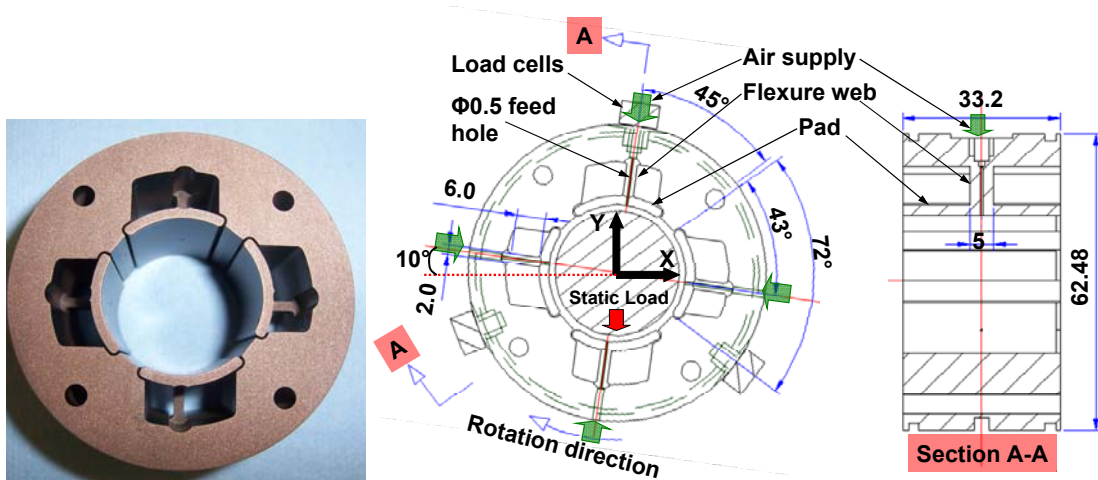 A
Load cells
Air supply
Φ0.5 feed
hole
45°
Flexure web
33.2
Pad
6.0
Y
X
43°
72°
10°
2.0
Static Load
5
62.48
A
Rotation direction
Section A-A